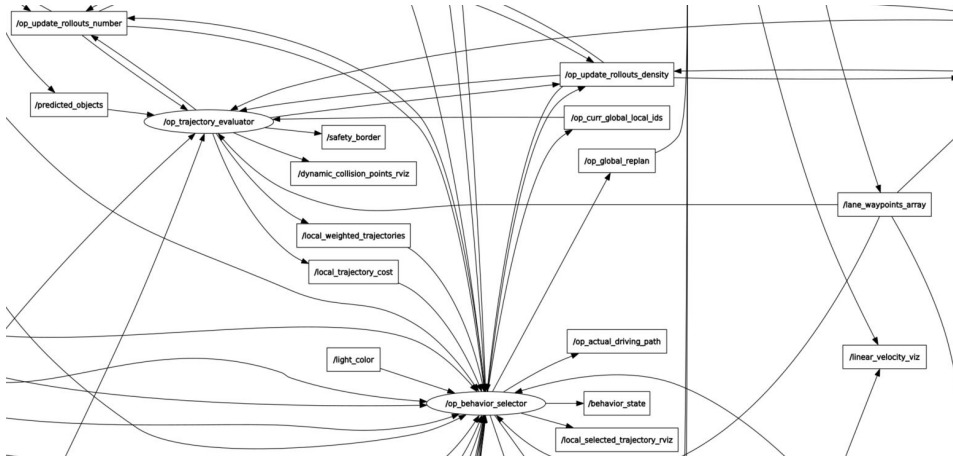 /op_update_rollouts_number
/op_update_rollouts_density
/predicted_objects
/op_trajectory_evaluator
/op_curr_global_local_ids
/safety_border
/op_global_replan
/dynamic_collision_points_rviz
/lane_waypoints_array
/local_weighted_trajectories
/local_trajectory_cost
/op_actual_driving_path
/light_color
/linear_velocity_viz
/op_behavior_selector
/behavior_state
/local_selected_trajectory_rviz